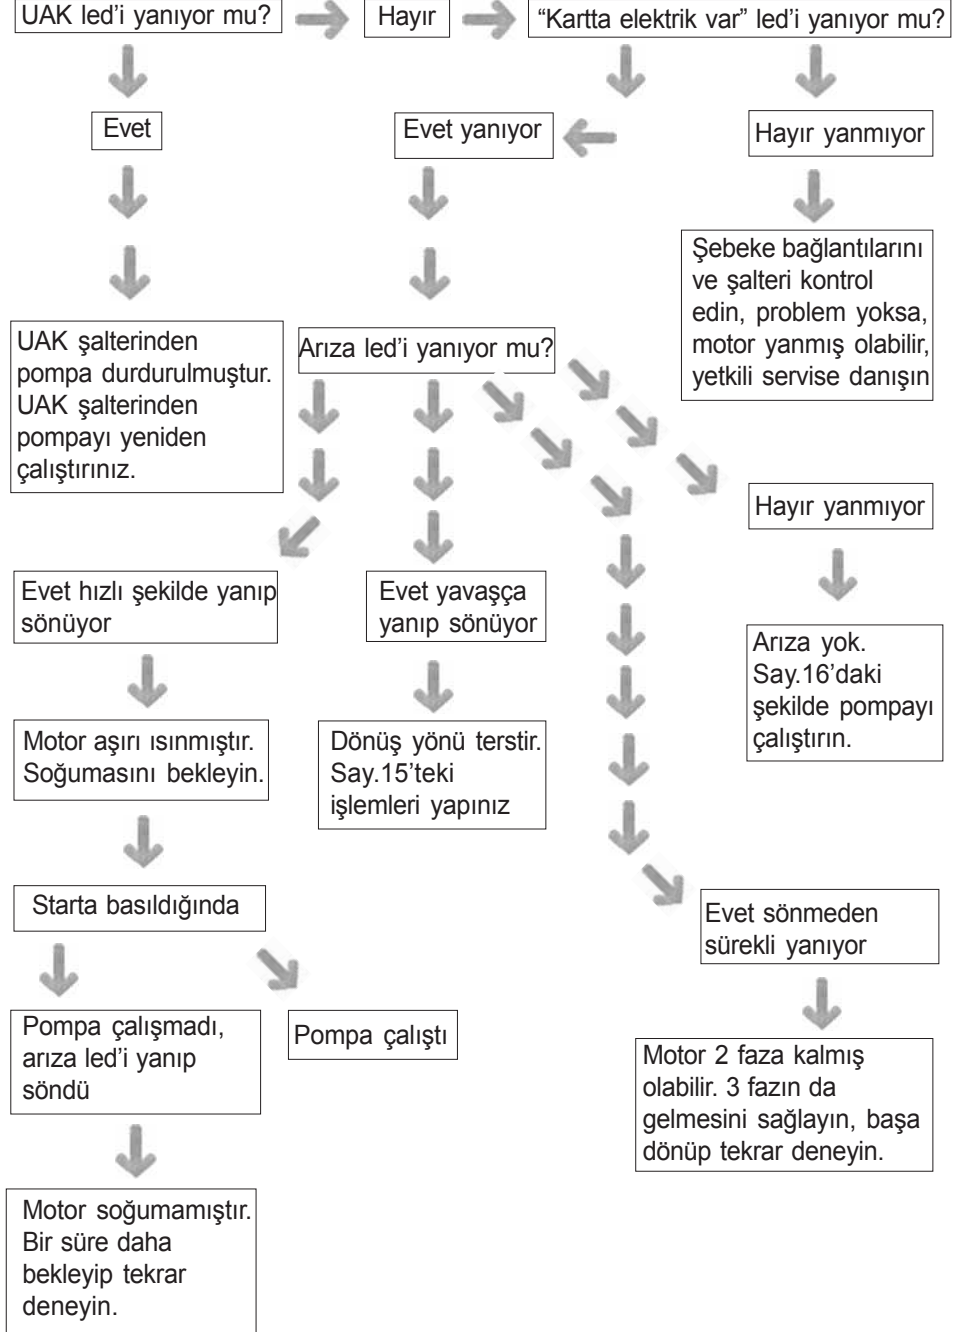 UAK led’i yanıyor mu?
Hayır
“Kartta elektrik var” led’i yanıyor mu?
Evet
Evet yanıyor
Hayır yanmıyor
Şebeke bağlantılarını
ve şalteri kontrol
edin, problem yoksa,
motor yanmış olabilir,
yetkili servise danışın
UAK şalterinden
pompa durdurulmuştur.
UAK şalterinden
pompayı yeniden
çalıştırınız.
Arıza led’i yanıyor mu?
Hayır yanmıyor
Evet hızlı şekilde yanıp
sönüyor
Evet yavaşça
yanıp sönüyor
Arıza yok.
Say.16’daki
şekilde pompayı
çalıştırın.
Motor aşırı ısınmıştır.
Soğumasını bekleyin.
Dönüş yönü terstir.
Say.15’teki
işlemleri yapınız
Starta basıldığında
Evet sönmeden
sürekli yanıyor
Pompa çalışmadı,
arıza led’i yanıp
söndü
Pompa çalıştı
Motor 2 faza kalmış
olabilir. 3 fazın da
gelmesini sağlayın, başa
dönüp tekrar deneyin.
Motor soğumamıştır.
Bir süre daha
bekleyip tekrar
deneyin.